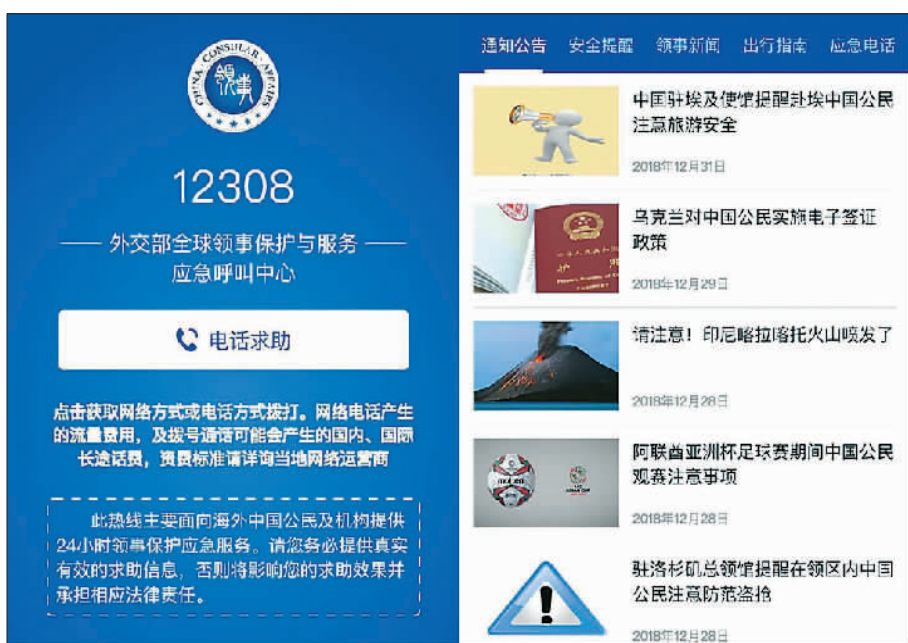 CHINA · CONSULAR · AFFAIRS
领事
12308
外交部全球领事保护与服务
应急呼叫中心
电话求助
点击获取网络方式或电话方式拨打。网络电话产生
的流量费用，及拨号通话可能会产生的国内、国际
长途话费，资费标准请详询当地网络运营商
此热线主要面向海外中国公民及机构提供
24小时领事保护应急服务。请您务必提供真实
有效的求助信息，否则将影响您的求助效果并
承担相应法律责任。
通知公告 安全提醒 领事新闻 出行指南 应急电话
中国驻埃及使馆提醒赴埃中国公民
注意旅游安全
2018年12月31日
乌克兰对中国公民实施电子签证
政策
2018年12月29日
护 照
请注意！印尼喀拉喀托火山喷发了
2018年12月28日
阿联酋亚洲杯足球赛期间中国公民
观赛注意事项
2018年12月28日
molten
驻洛杉矶总领馆提醒在领区内中国
公民注意防范盗抢
2018年12月28日